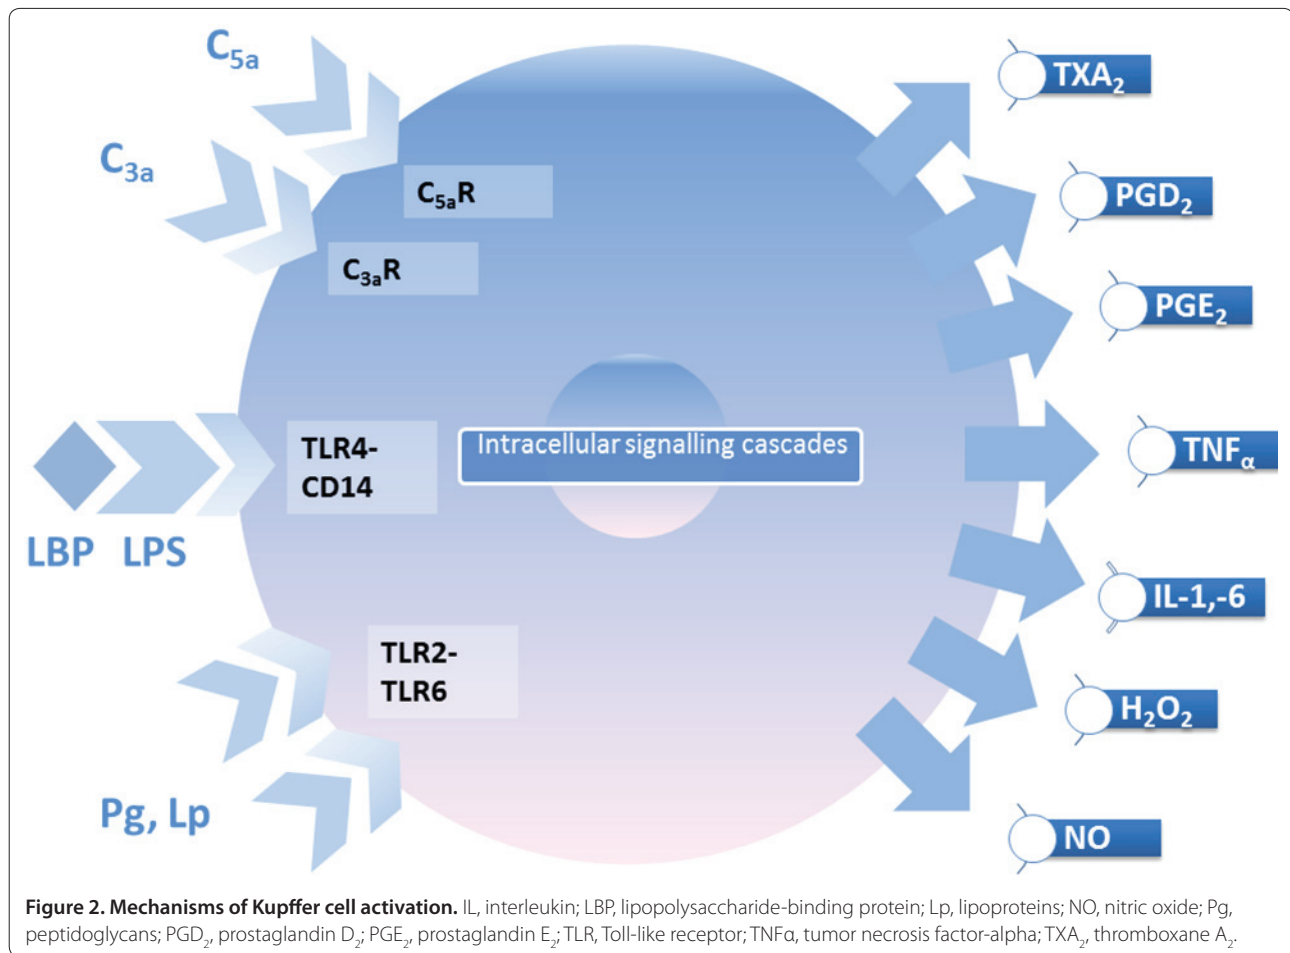 C5a
C3a
C5aR
C3aR
TLR4-
CD14
LBP LPS
TLR2-
TLR6
Pg, Lp
Intracellular signalling cascades
TXA2
PGD2
PGE2
TNFα
IL-1,-6
H2O2
NO
Figure 2. Mechanisms of Kupffer cell activation. IL, interleukin; LBP, lipopolysaccharide-binding protein; Lp, lipoproteins; NO, nitric oxide; Pg,
peptidoglycans; PGD2, prostaglandin D2; PGE2, prostaglandin E2; TLR, Toll-like receptor; TNFα, tumor necrosis factor-alpha; TXA2, thromboxane A2.